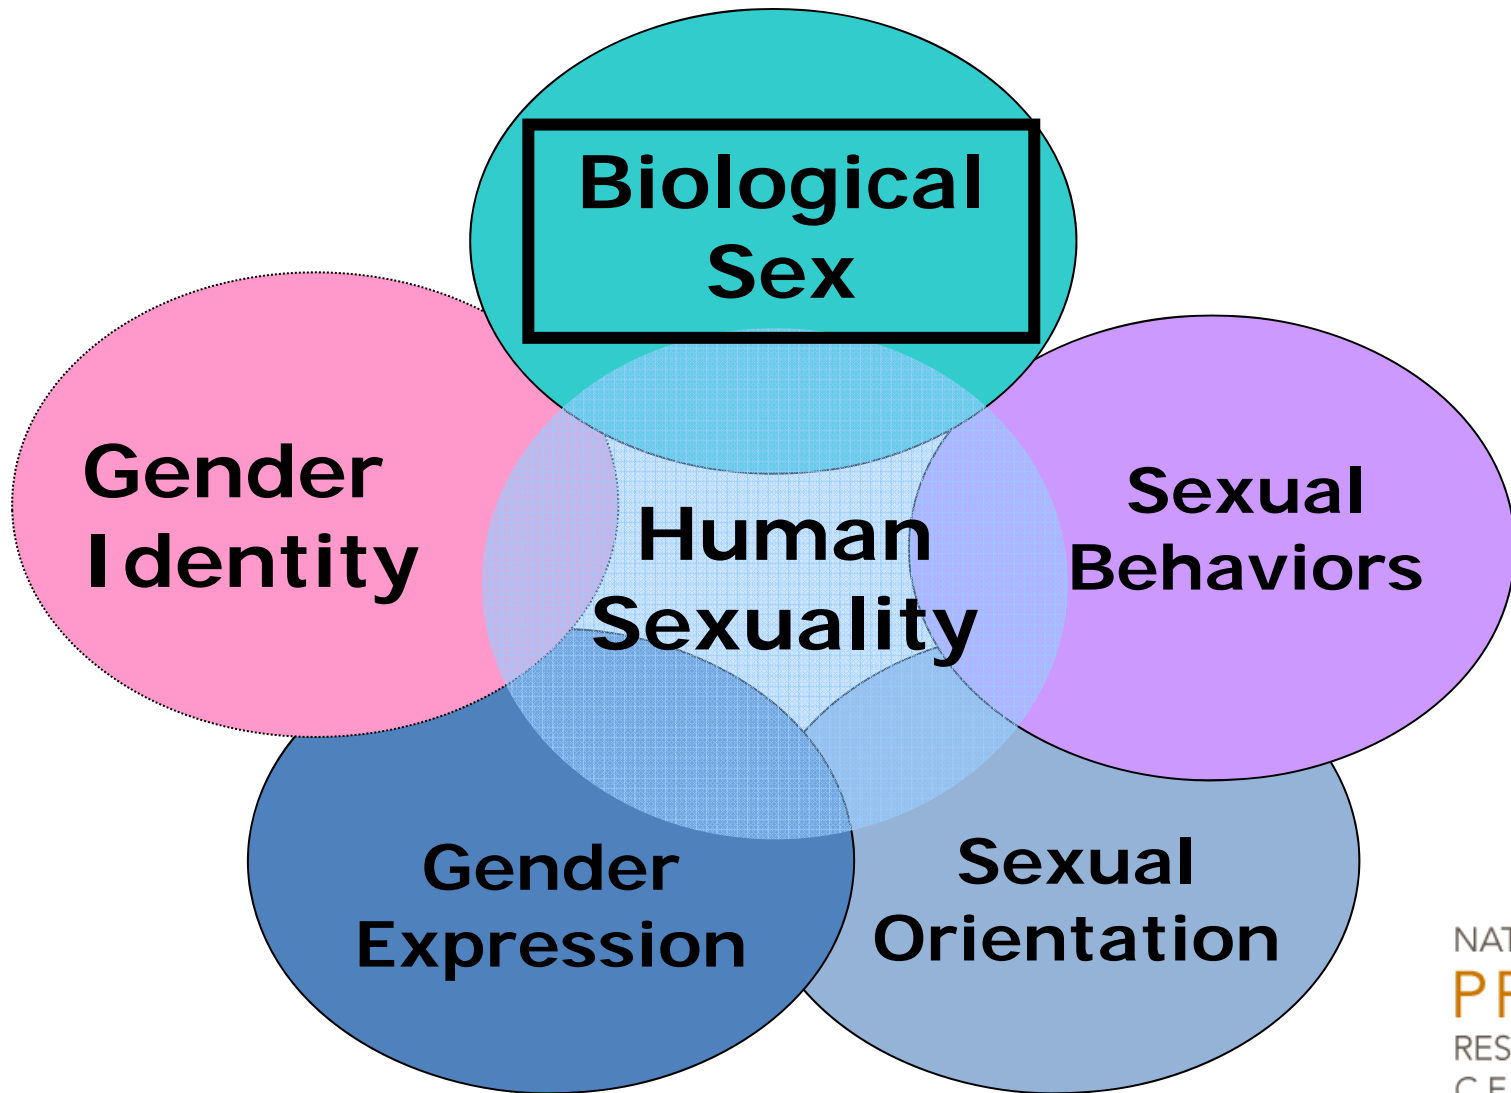 Biological
Sex
Gender
Identity
Human
Sexuality
Sexual
Behaviors
Gender
Expression
Sexual
Orientation